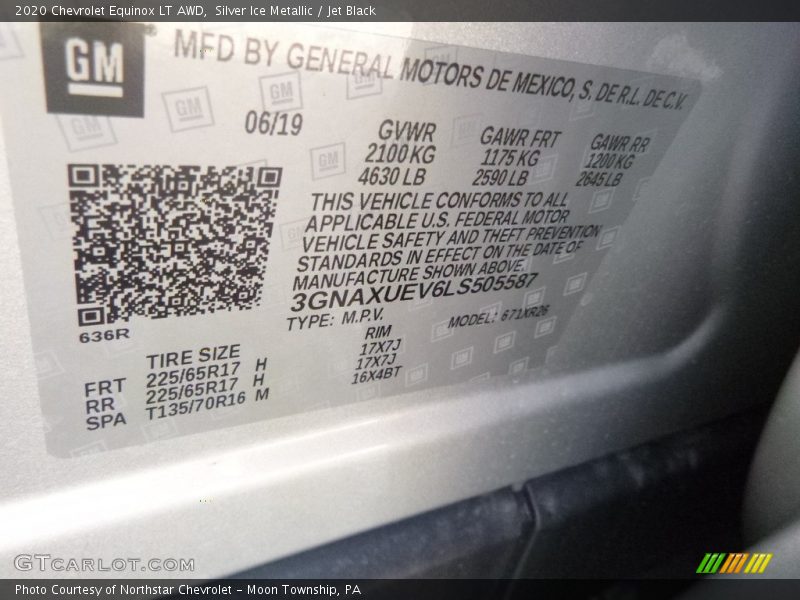 2020 Chevrolet Equinox LT AWD, Silver Ice Metallic / Jet Black
GM
MFD BY GENERAL MOTORS DE MEXICO, S. DE R.L. DE C.V.
06/19
GVWR GAWR FRT GAWR RR
2100 KG 1175 KG 1200 KG
4630 LB 2590 LB 2645 LB
THIS VEHICLE CONFORMS TO ALL
APPLICABLE U.S. FEDERAL MOTOR
VEHICLE SAFETY AND THEFT PREVENTION
STANDARDS IN EFFECT ON THE DATE OF
MANUFACTURE SHOWN ABOVE.
3GNAXUEV6LS505587
TYPE: M.P.V. MODEL: 671XR26
636R
TIRE SIZE RIM
FRT 225/65R17 H 17X7J
RR 225/65R17 H 17X7J
SPA T135/70R16 M 16X4BT
GTCARLOT.COM
Photo Courtesy of Northstar Chevrolet - Moon Township, PA